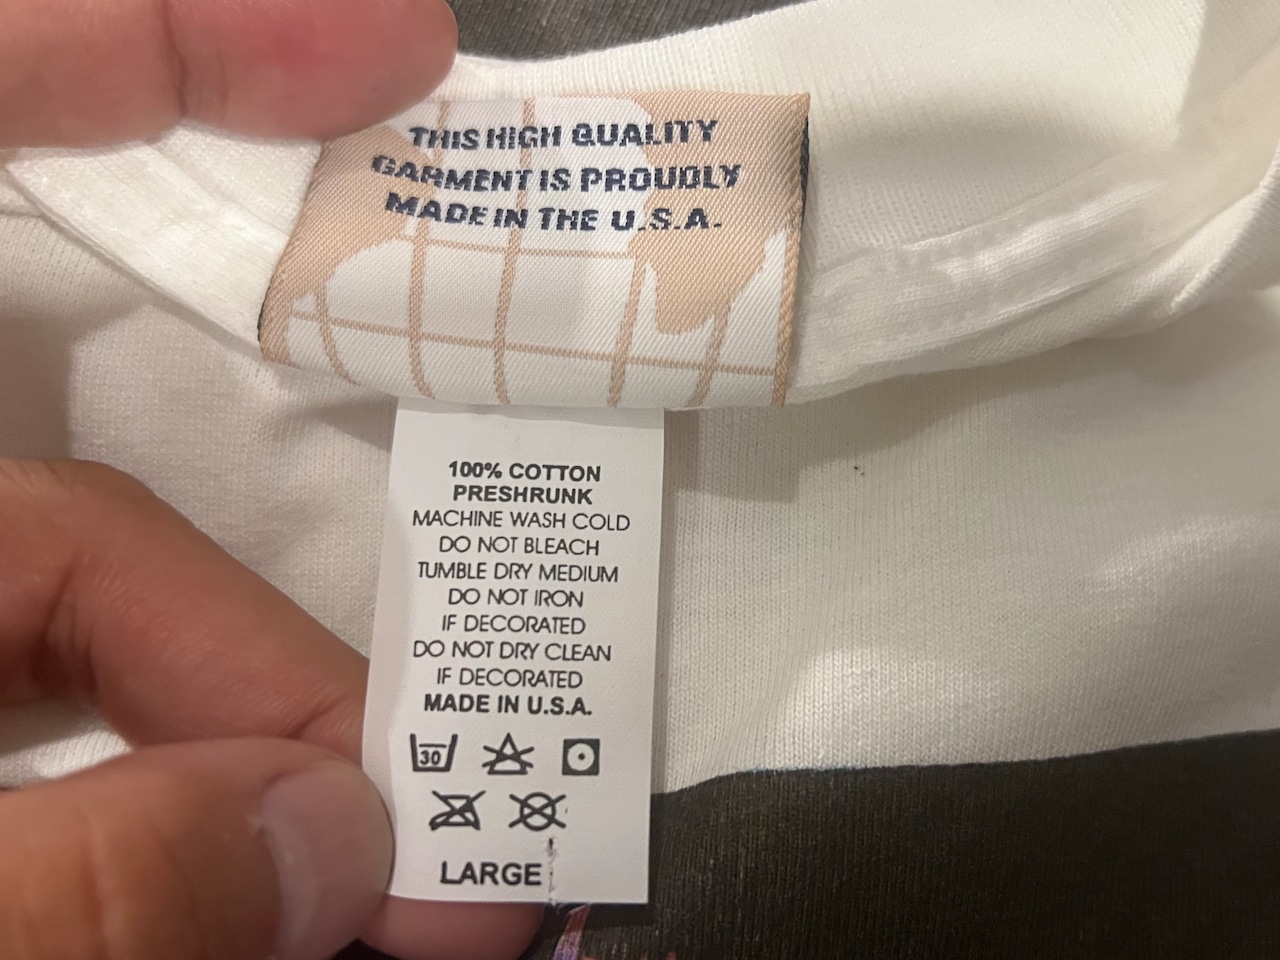 THIS HIGH QUALITY
GARMENT IS PROUDLY
MADE IN THE U.S.A.
100% COTTON
PRESHRUNK
MACHINE WASH COLD
DO NOT BLEACH
TUMBLE DRY MEDIUM
DO NOT IRON
IF DECORATED
DO NOT DRY CLEAN
IF DECORATED
MADE IN U.S.A.
30
LARGE